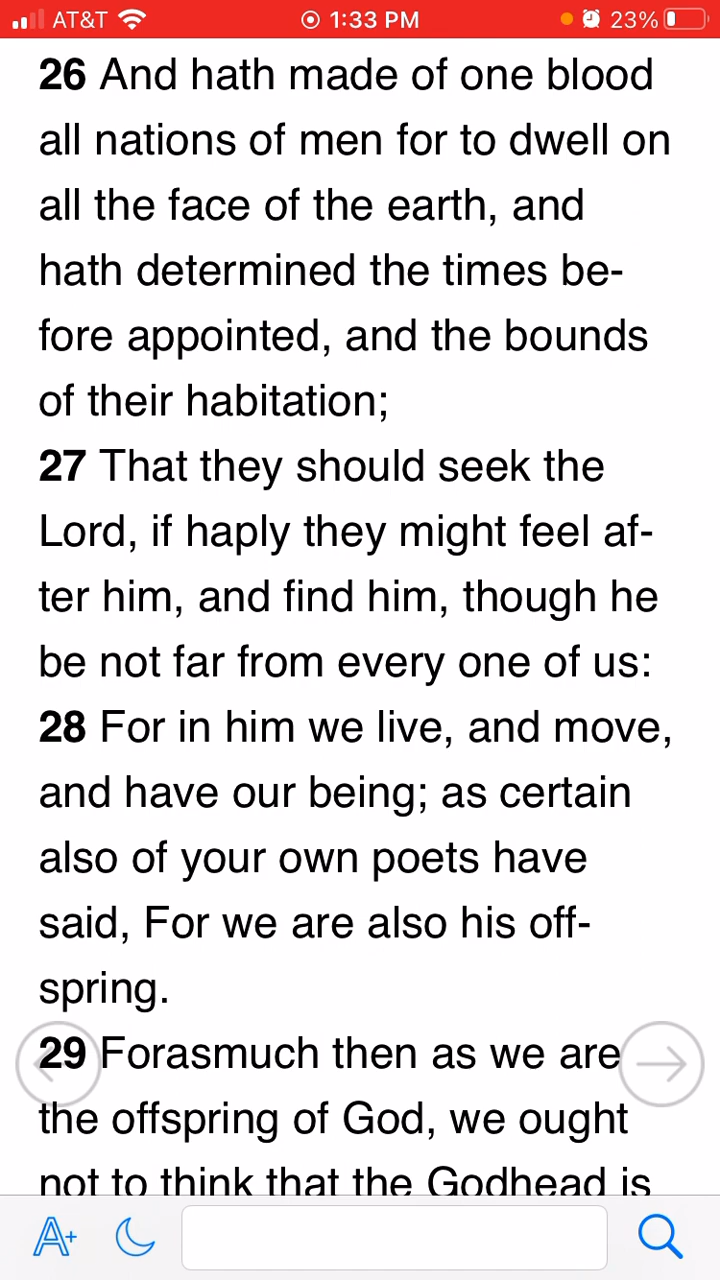 AT&T 1:33 PM 23%
26 And hath made of one blood
all nations of men for to dwell on
all the face of the earth, and
hath determined the times be-
fore appointed, and the bounds
of their habitation;
27 That they should seek the
Lord, if haply they might feel af-
ter him, and find him, though he
be not far from every one of us:
28 For in him we live, and move,
and have our being; as certain
also of your own poets have
said, For we are also his off-
spring.
29 Forasmuch then as we are
the offspring of God, we ought
not to think that the Godhead is
A+